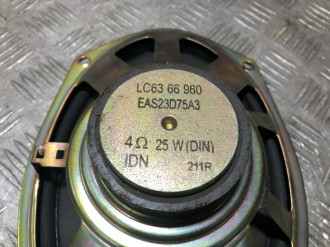 LC63 66 960
EAS23D75A3
4Ω 25 W (DIN)
IDN 211R